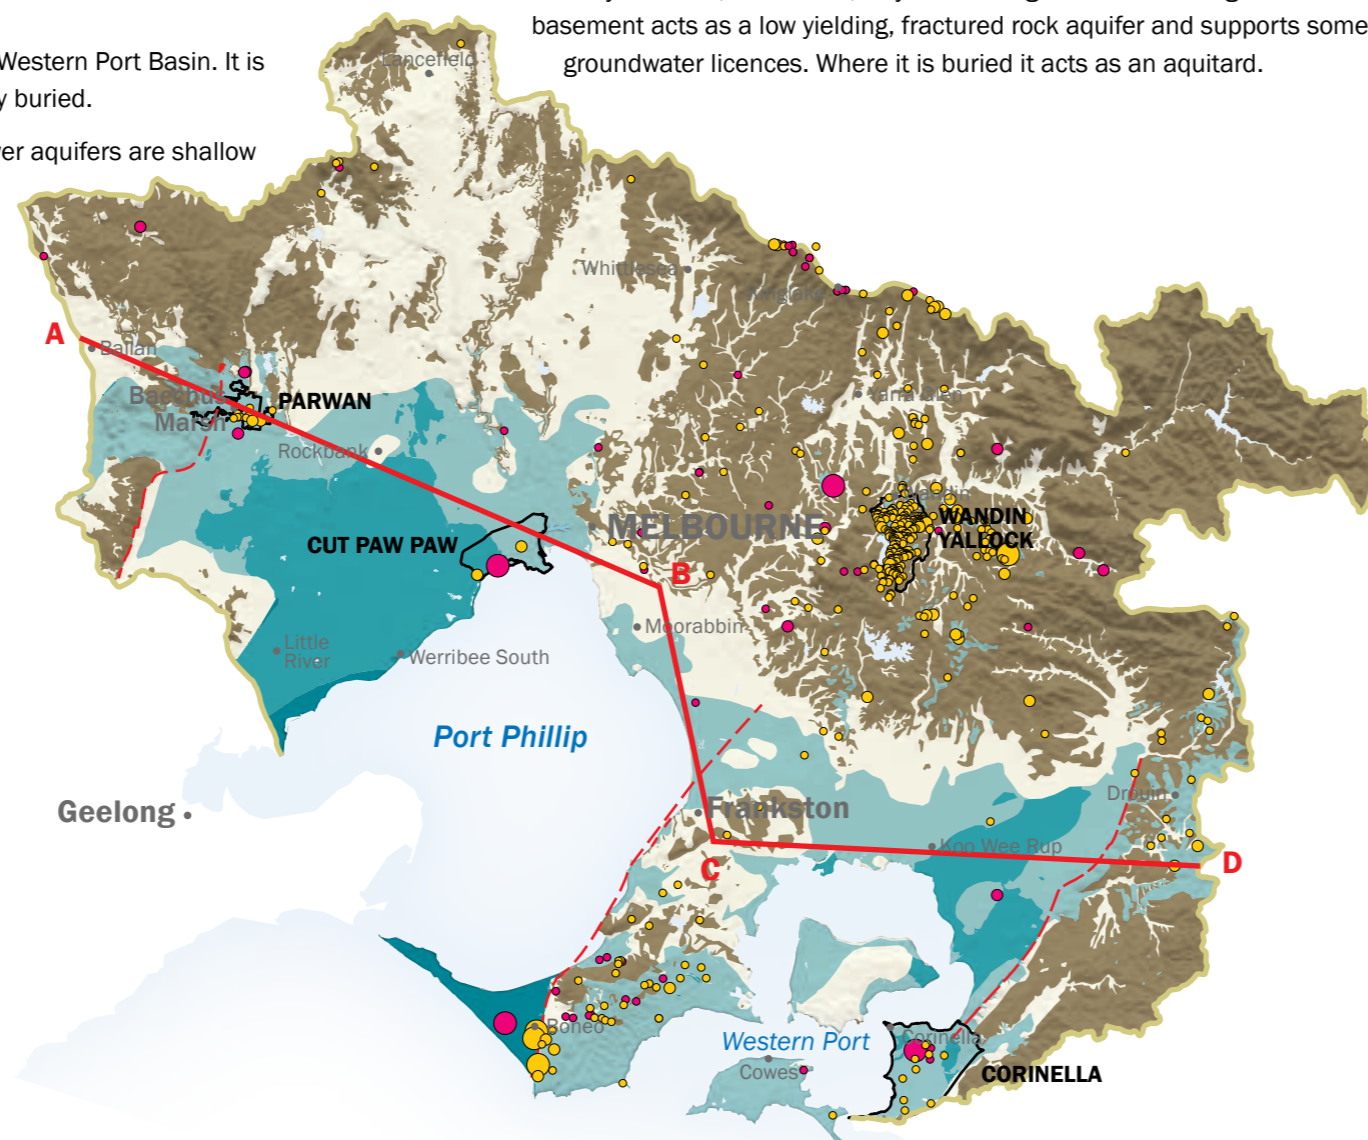 basement acts as a low yielding, fractured rock aquifer and supports some
groundwater licences. Where it is buried it acts as an aquitard.
Western Port Basin. It is
buried.
aquifers are shallow
Lancefield
Whittlesea
Kinglake
A
Ballan
Bacchus
Marsh
PARWAN
Rockbank
Yarra Glen
CUT PAW PAW
MELBOURNE
Wandin
WANDIN
YALLOCK
B
Moorabbin
Little
River
Werribee South
Port Phillip
Geelong
Frankston
Drouin
Koo Wee Rup
C
D
Boneo
Western Port
Corinella
Cowes
CORINELLA